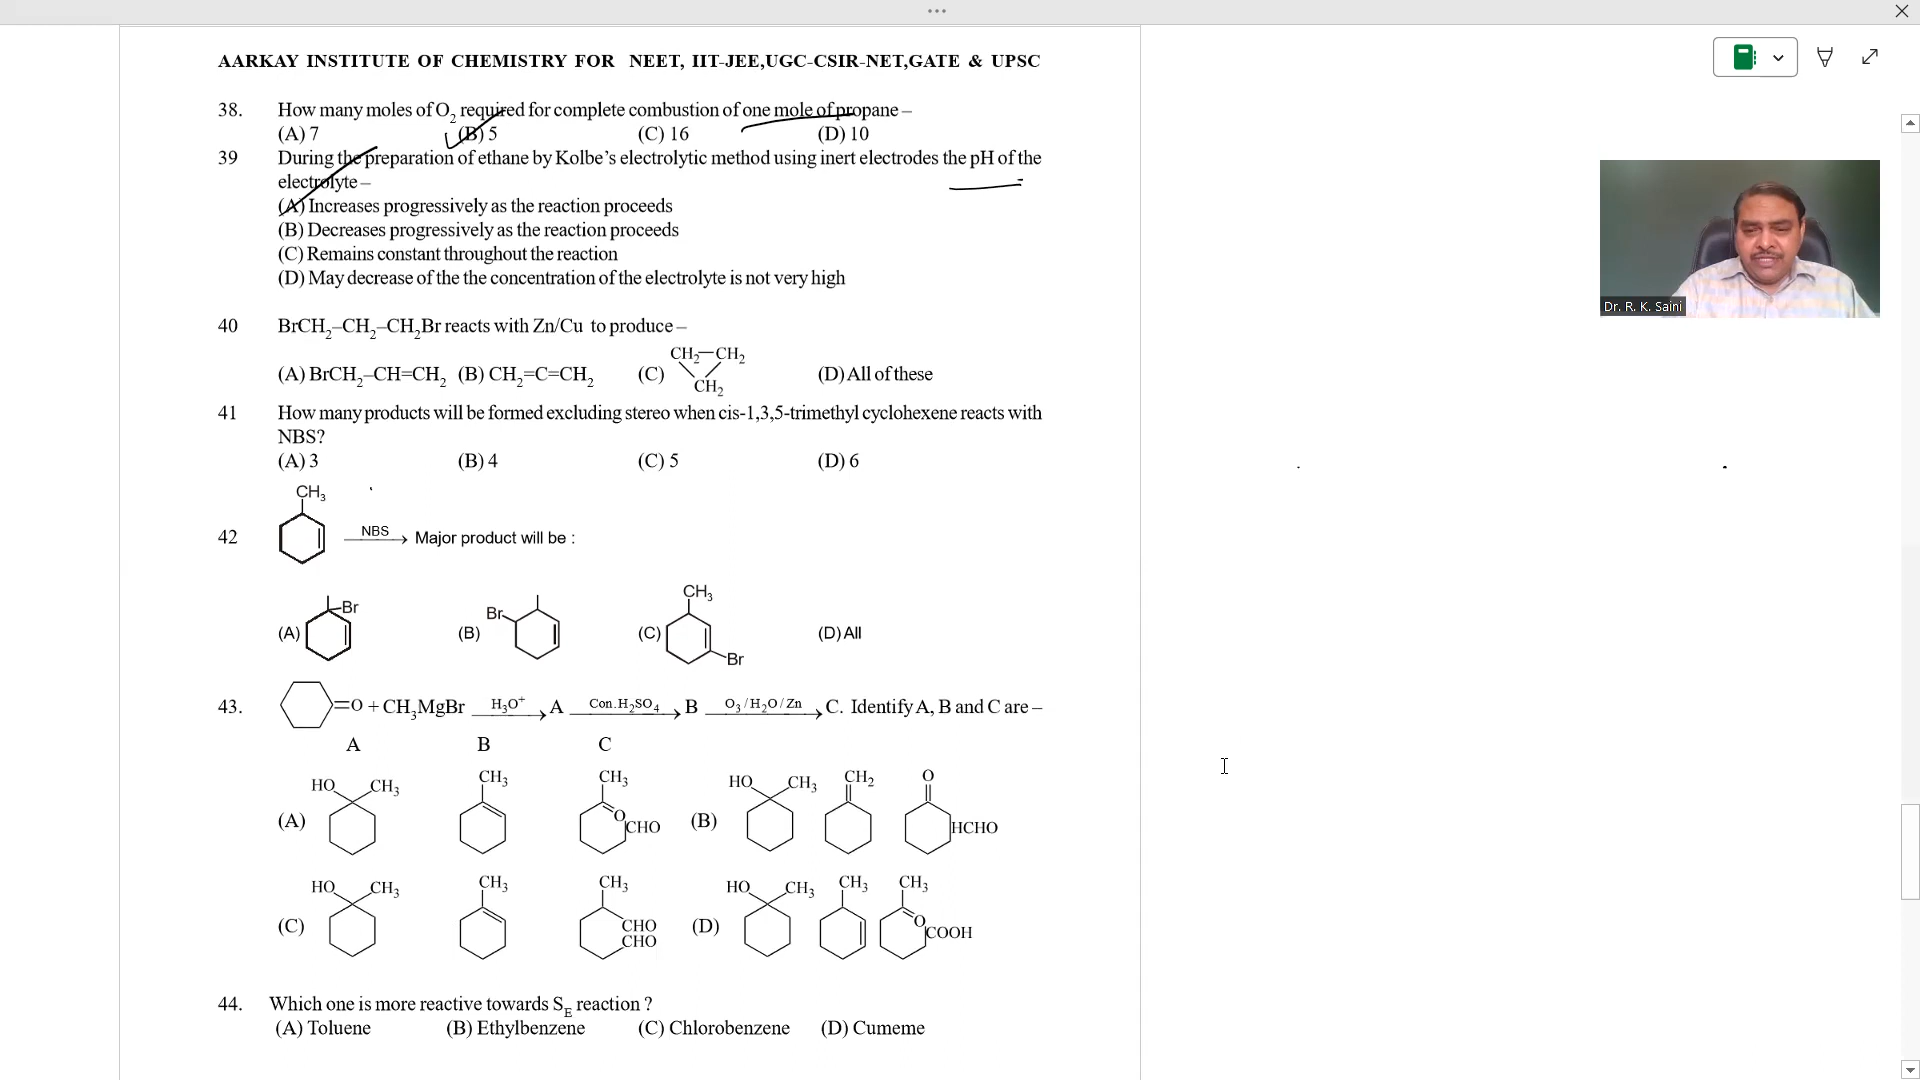 AARKAY INSTITUTE OF CHEMISTRY FOR NEET, IIT-JEE,UGC-CSIR-NET,GATE & UPSC
38. How many moles of O₂ required for complete combustion of one mole of propane –
(A) 7 (B) 5 (C) 16 (D) 10
39 During the preparation of ethane by Kolbe's electrolytic method using inert electrodes the pH of the
electrolyte –
(A) Increases progressively as the reaction proceeds
(B) Decreases progressively as the reaction proceeds
(C) Remains constant throughout the reaction
(D) May decrease of the the concentration of the electrolyte is not very high
Dr. R. K. Saini
40 BrCH₂–CH₂–CH₂Br reacts with Zn/Cu to produce –
CH₂–CH₂
(A) BrCH₂–CH=CH₂ (B) CH₂=C=CH₂ (C) (D) All of these
CH₂
41 How many products will be formed excluding stereo when cis-1,3,5-trimethyl cyclohexene reacts with
NBS?
(A) 3 (B) 4 (C) 5 (D) 6
CH₃
42 NBS Major product will be :
CH₃
(A) Br (B) Br (C) Br (D) All
43. =O + CH₃MgBr H₃O⁺ A Con.H₂SO₄ B O₃/H₂O/Zn C. Identify A, B and C are –
A B C
(A) HO CH₃ CH₃ CH₃ O CHO (B) HO CH₃ CH₂ O HCHO
(C) HO CH₃ CH₃ CH₃ CHO CHO (D) HO CH₃ CH₃ CH₃ O COOH
44. Which one is more reactive towards S_E reaction ?
(A) Toluene (B) Ethylbenzene (C) Chlorobenzene (D) Cumeme